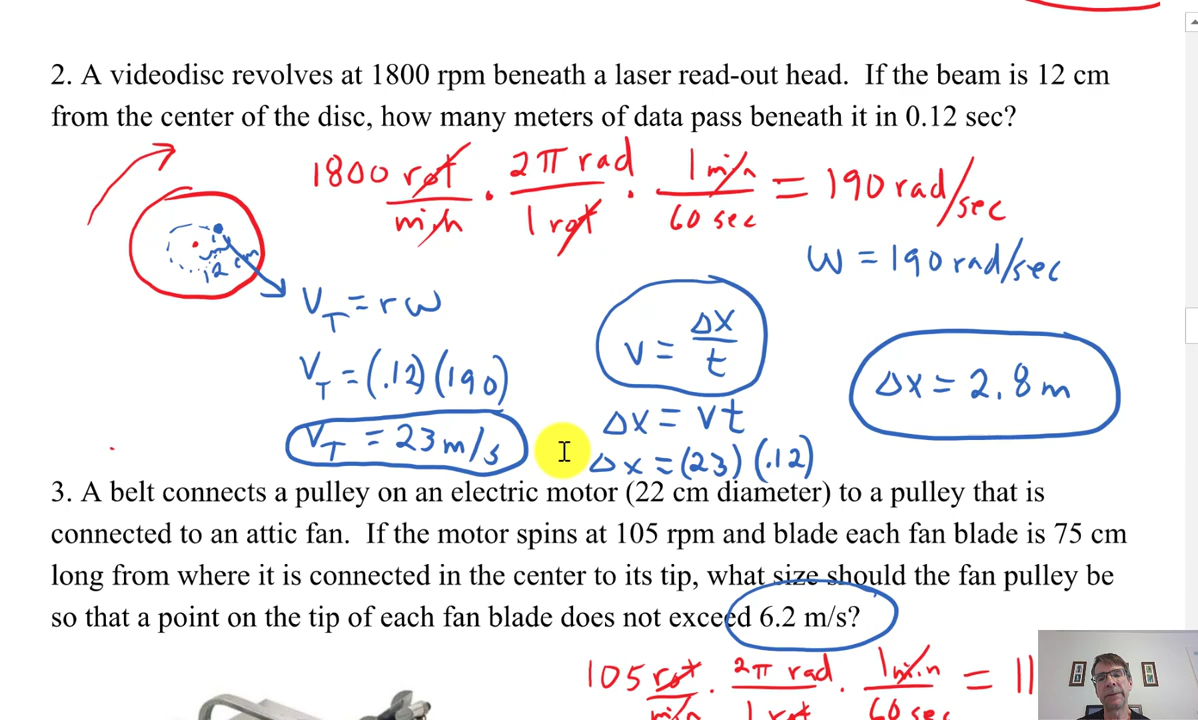 2. A videodisc revolves at 1800 rpm beneath a laser read-out head. If the beam is 12 cm
from the center of the disc, how many meters of data pass beneath it in 0.12 sec?
1800 rot/min · 2π rad/1 rot · 1 min/60 sec = 190 rad/sec
12 cm
ω = 190 rad/sec
V_T = rω
V_T = (.12)(190)
V_T = 23 m/s
v = Δx/t
Δx = vt
Δx = (23)(.12)
Δx = 2.8 m
3. A belt connects a pulley on an electric motor (22 cm diameter) to a pulley that is
connected to an attic fan. If the motor spins at 105 rpm and blade each fan blade is 75 cm
long from where it is connected in the center to its tip, what size should the fan pulley be
so that a point on the tip of each fan blade does not exceed 6.2 m/s?
105 rot/min · 2π rad/1 rot · 1 min/60 sec = 11